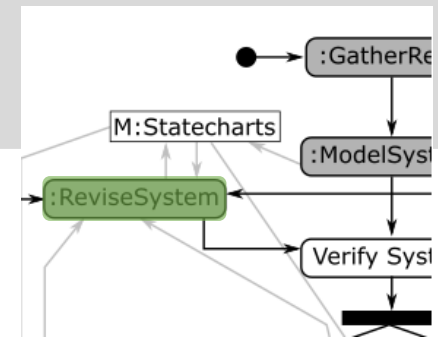 :GatherRe
M:Statecharts
:ModelSyst
:ReviseSystem
Verify Syst